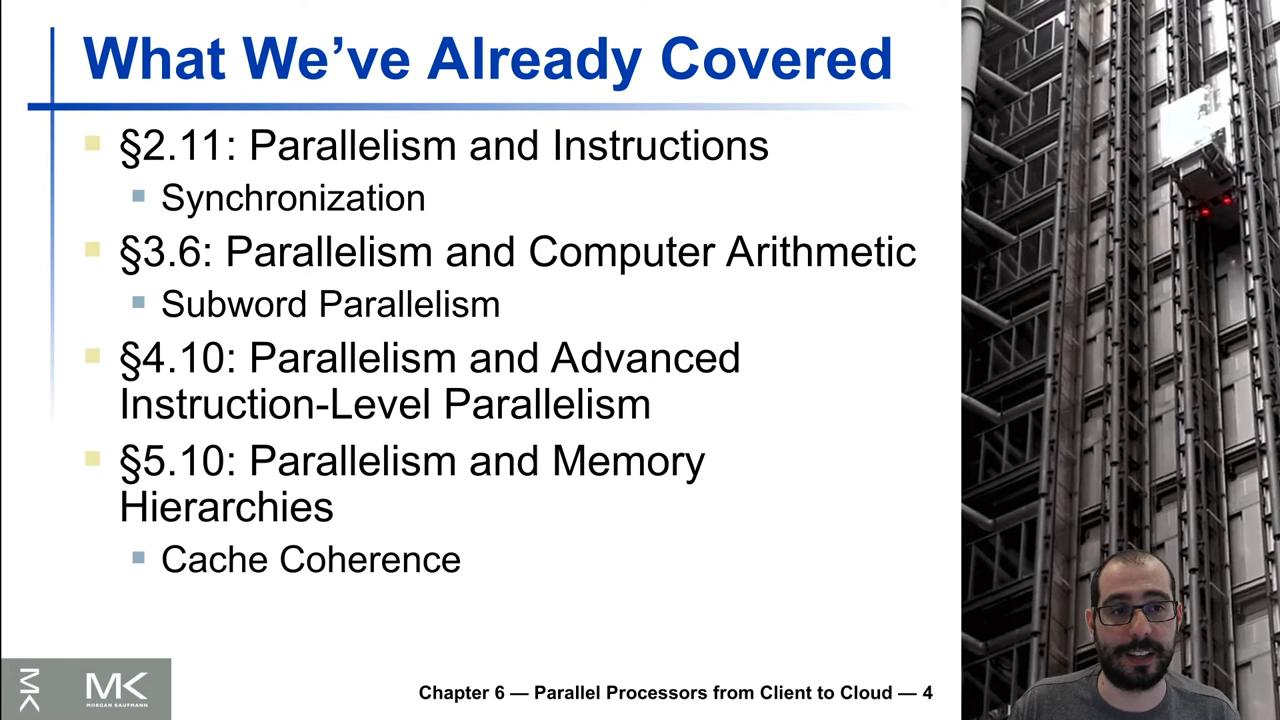 What We've Already Covered
§2.11: Parallelism and Instructions
Synchronization
§3.6: Parallelism and Computer Arithmetic
Subword Parallelism
§4.10: Parallelism and Advanced
Instruction-Level Parallelism
§5.10: Parallelism and Memory
Hierarchies
Cache Coherence
MK
MK
MORGAN KAUFMANN
Chapter 6 — Parallel Processors from Client to Cloud — 4